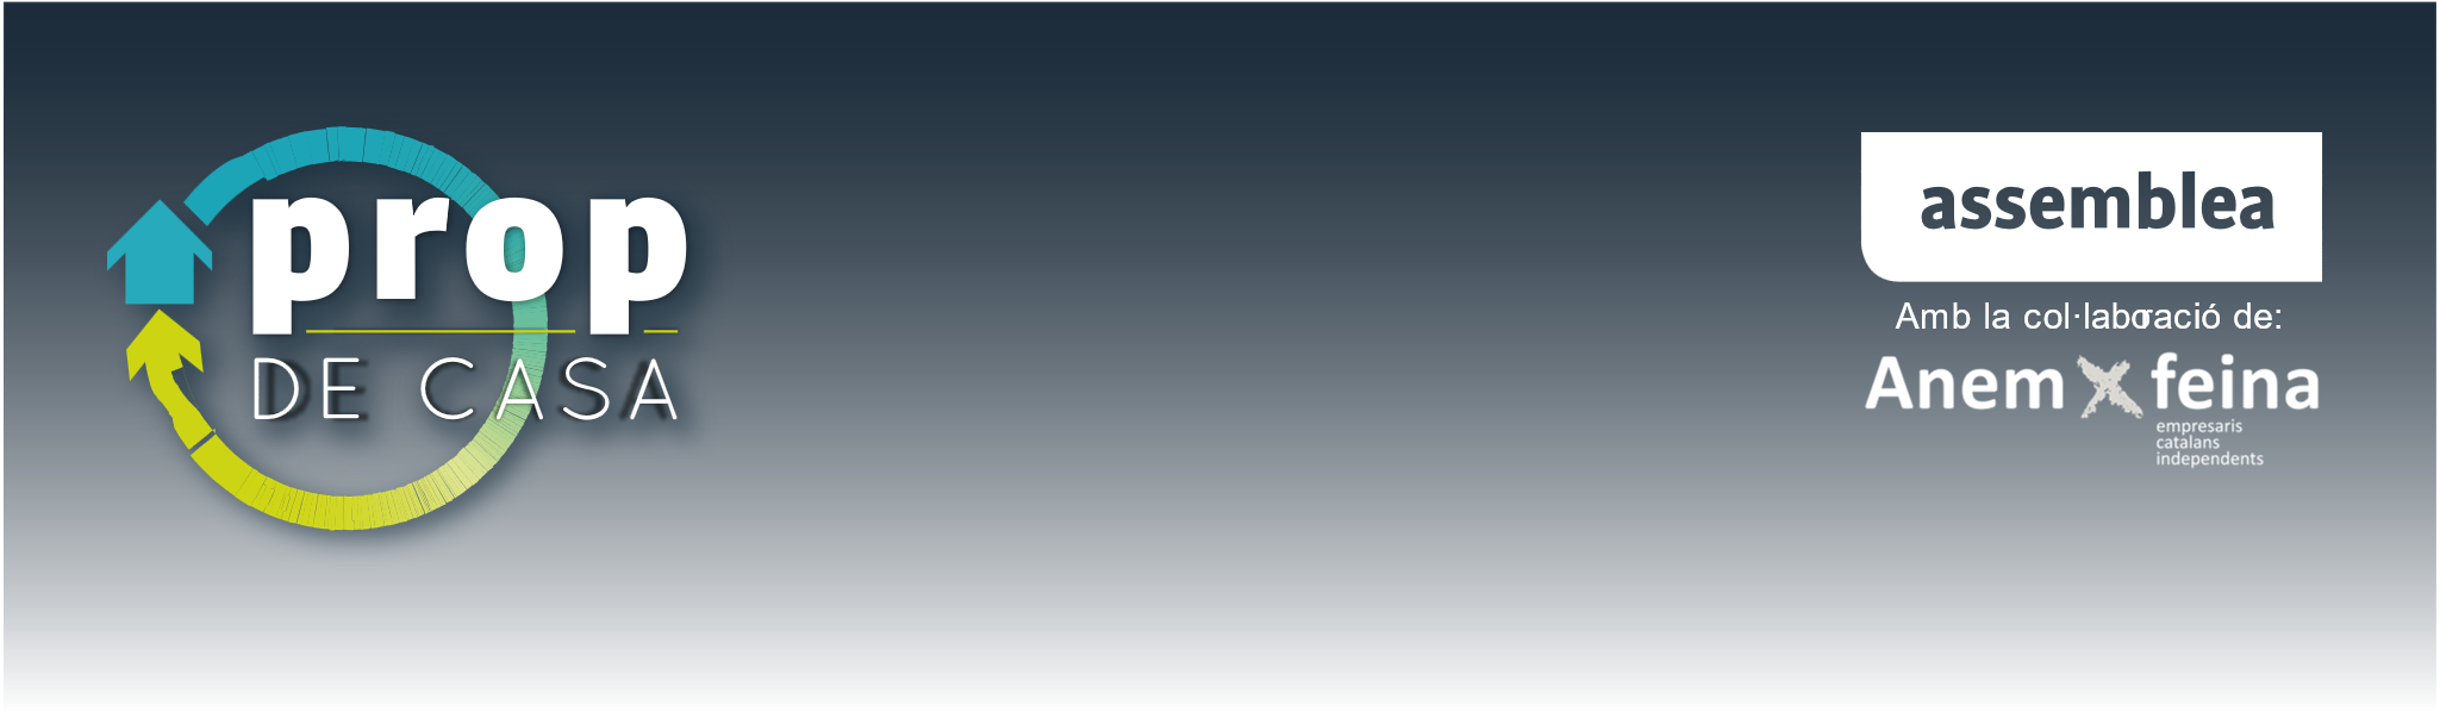 prop
DE CASA
assemblea
Amb la col·laboració de:
Anem X feina
empresaris
catalans
independents